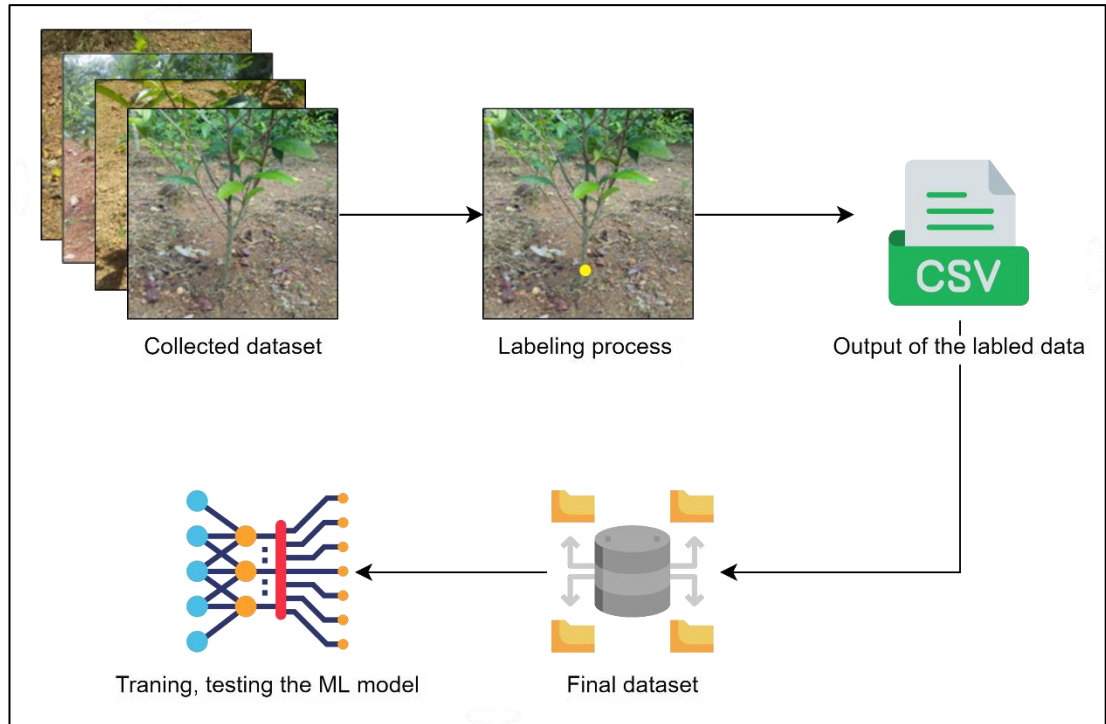 Collected dataset
Labeling process
CSV
Output of the labled data
Traning, testing the ML model
Final dataset